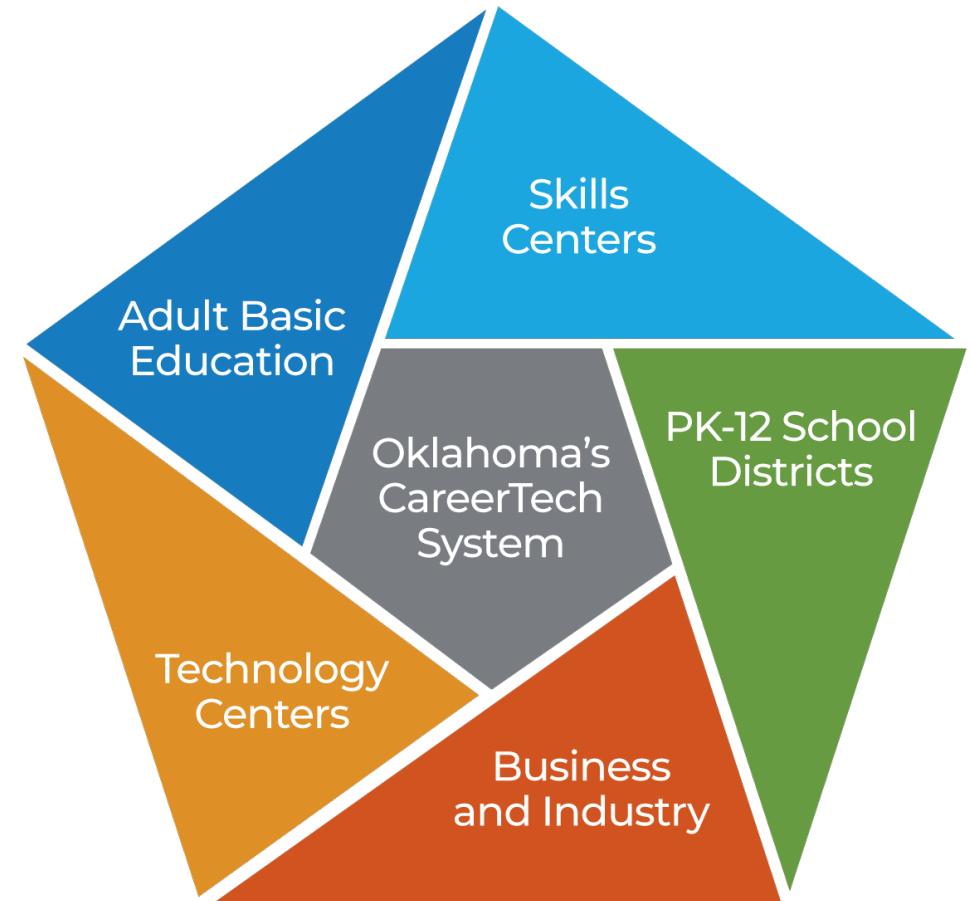 Skills
Centers
Adult Basic
Education
PK-12 School
Districts
Oklahoma’s
CareerTech
System
Technology
Centers
Business
and Industry